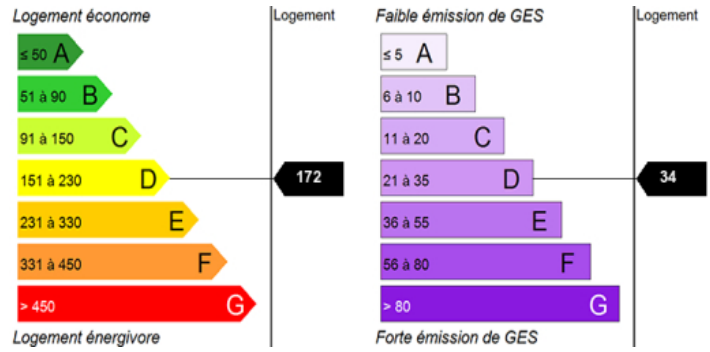 Logement économe
Logement
≤ 50 A
51 à 90 B
91 à 150 C
151 à 230 D
172
231 à 330 E
331 à 450 F
> 450 G
Logement énergivore
Faible émission de GES
Logement
≤ 5 A
6 à 10 B
11 à 20 C
21 à 35 D
34
36 à 55 E
56 à 80 F
> 80 G
Forte émission de GES